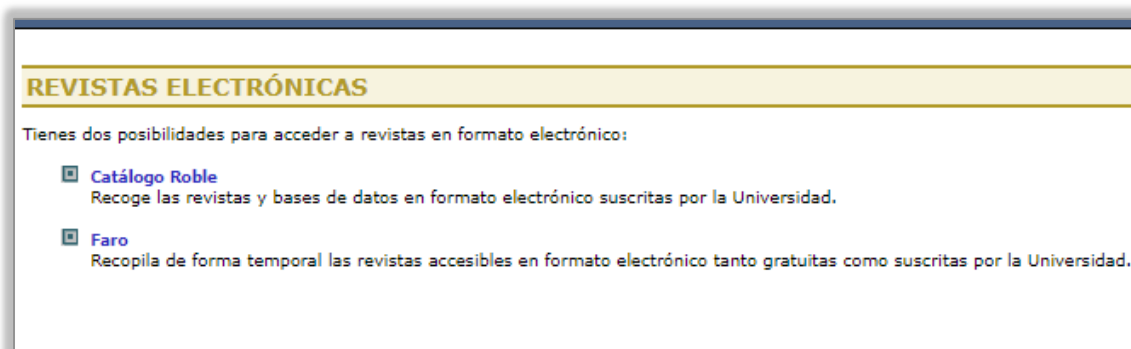 REVISTAS ELECTRÓNICAS
Tienes dos posibilidades para acceder a revistas en formato electrónico:
Catálogo Roble
Recoge las revistas y bases de datos en formato electrónico suscritas por la Universidad.
Faro
Recopila de forma temporal las revistas accesibles en formato electrónico tanto gratuitas como suscritas por la Universidad.